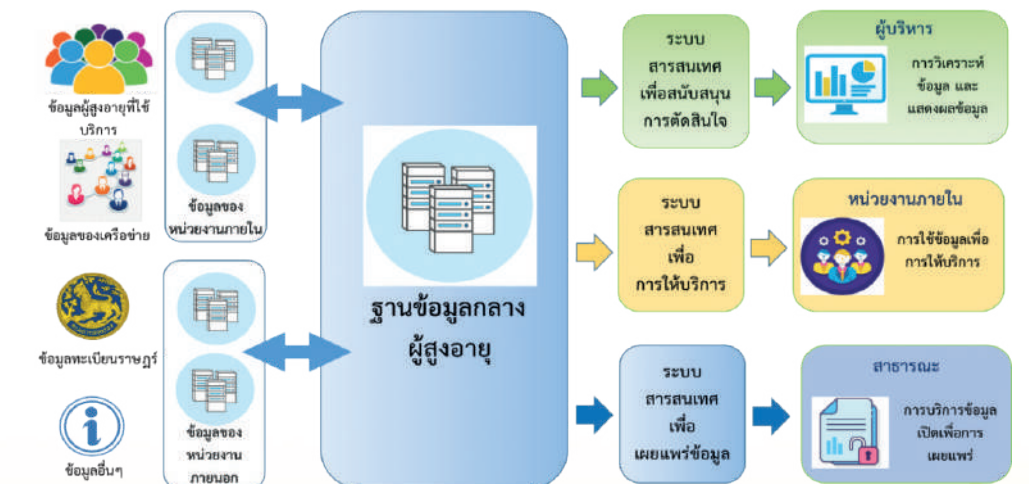 ข้อมูลผู้สูงอายุที่ใช้
บริการ
ข้อมูลของเครือข่าย
ข้อมูลทะเบียนราษฎร์
ข้อมูลอื่นๆ
ข้อมูลของ
หน่วยงานภายใน
ข้อมูลของ
หน่วยงาน
ภายนอก
ฐานข้อมูลกลาง
ผู้สูงอายุ
ระบบ
สารสนเทศ
เพื่อสนับสนุน
การตัดสินใจ
ผู้บริหาร
การวิเคราะห์
ข้อมูล และ
แสดงผลข้อมูล
ระบบ
สารสนเทศ
เพื่อ
การให้บริการ
หน่วยงานภายใน
การใช้ข้อมูลเพื่อ
การให้บริการ
ระบบ
สารสนเทศ
เพื่อ
เผยแพร่ข้อมูล
สาธารณะ
การบริการข้อมูล
เปิดเพื่อการ
เผยแพร่